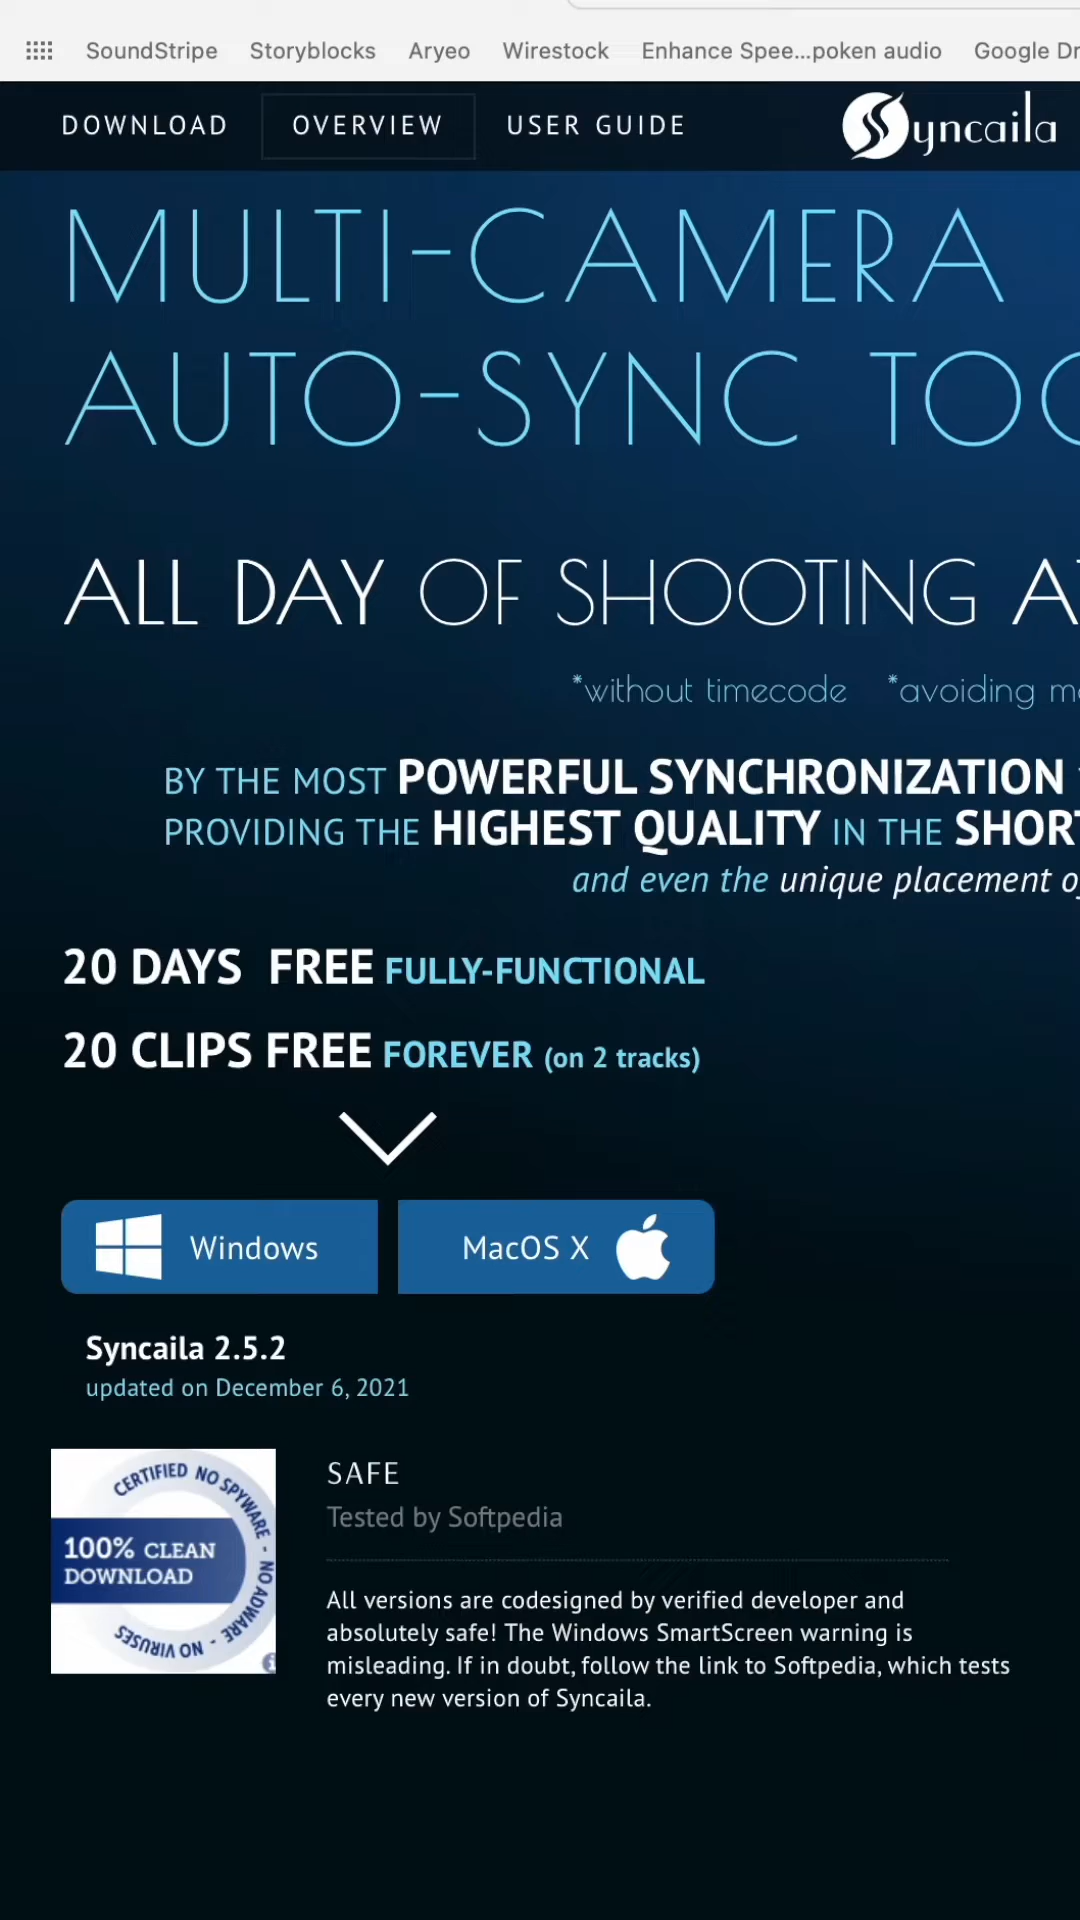 SoundStripe Storyblocks Aryeo Wirestock Enhance Spee...poken audio Google Dr
DOWNLOAD OVERVIEW USER GUIDE Syncaila
MULTI-CAMERA
AUTO-SYNC TOO
ALL DAY OF SHOOTING AT
*without timecode *avoiding m
BY THE MOST POWERFUL SYNCHRONIZATION
PROVIDING THE HIGHEST QUALITY IN THE SHORT
and even the unique placement o
20 DAYS FREE FULLY-FUNCTIONAL
20 CLIPS FREE FOREVER (on 2 tracks)
Windows MacOS X
Syncaila 2.5.2
updated on December 6, 2021
CERTIFIED NO SPYWARE - NO ADWARE - NO VIRUSES
100% CLEAN
DOWNLOAD
SAFE
Tested by Softpedia
All versions are codesigned by verified developer and
absolutely safe! The Windows SmartScreen warning is
misleading. If in doubt, follow the link to Softpedia, which tests
every new version of Syncaila.